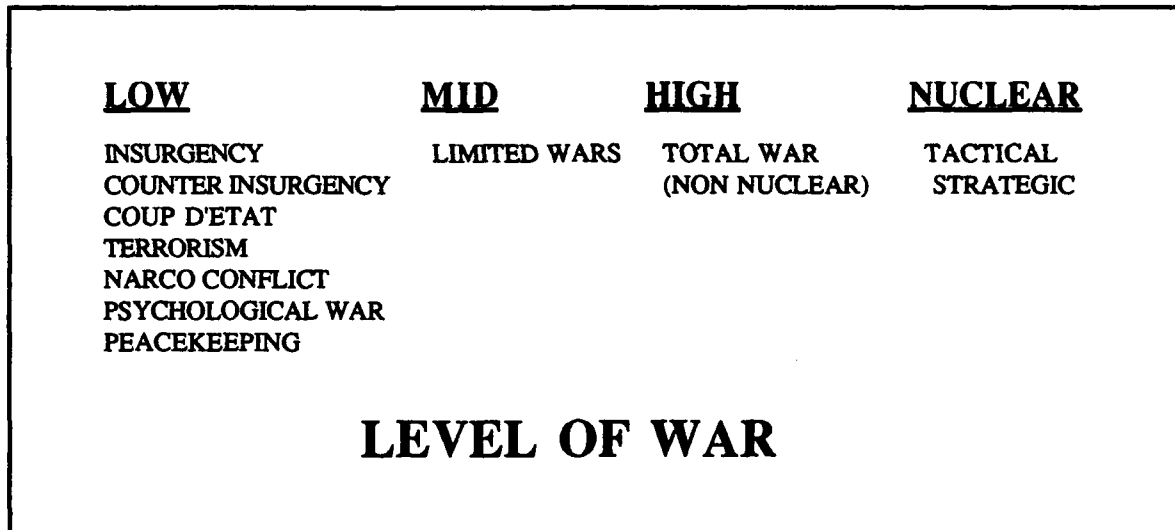 LOW
INSURGENCY
COUNTER INSURGENCY
COUP D'ETAT
TERRORISM
NARCO CONFLICT
PSYCHOLOGICAL WAR
PEACEKEEPING
MID
LIMITED WARS
HIGH
TOTAL WAR
(NON NUCLEAR)
NUCLEAR
TACTICAL
STRATEGIC
LEVEL OF WAR